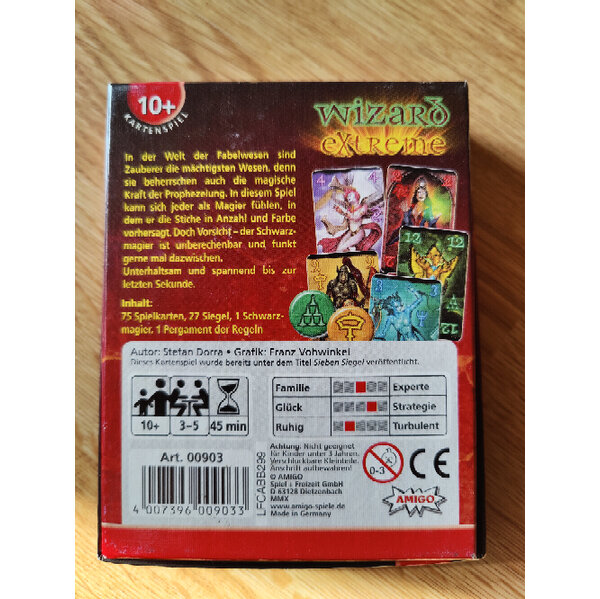 10+
KARTENSPIEL
wizard
extreme
In der Welt der Fabelwesen sind
Zauberer die mächtigsten Wesen, denn
sie beherrschen auch die magische
Kraft der Prophezeiung. In diesem Spiel
kann sich jeder als Magier fühlen, in
dem er die Stiche in Anzahl und Farbe
vorhersagt. Doch Vorsicht – der Schwarz-
magier ist unberechenbar und funkt
gerne mal dazwischen.
Unterhaltsam und spannend bis zur
letzten Sekunde.
Inhalt:
75 Spielkarten, 27 Siegel, 1 Schwarz-
magier, 1 Pergament der Regeln
4
12
12
Autor: Stefan Dorra • Grafik: Franz Vohwinkel
Dieses Kartenspiel wurde bereits unter dem Titel Sieben Siegel veröffentlicht.
10+
3–5
45 min
Familie Experte
Glück Strategie
Ruhig Turbulent
Art. 00903
4 007396 009033
LFCABB299
Achtung. Nicht geeignet
für Kinder unter 3 Jahren.
Verschluckbare Kleinteile.
Anschrift aufbewahren!
© AMIGO
Spiel + Freizeit GmbH
D 63128 Dietzenbach
MMX
www.amigo-spiele.de
Made in Germany
0-3
CE
AMIGO